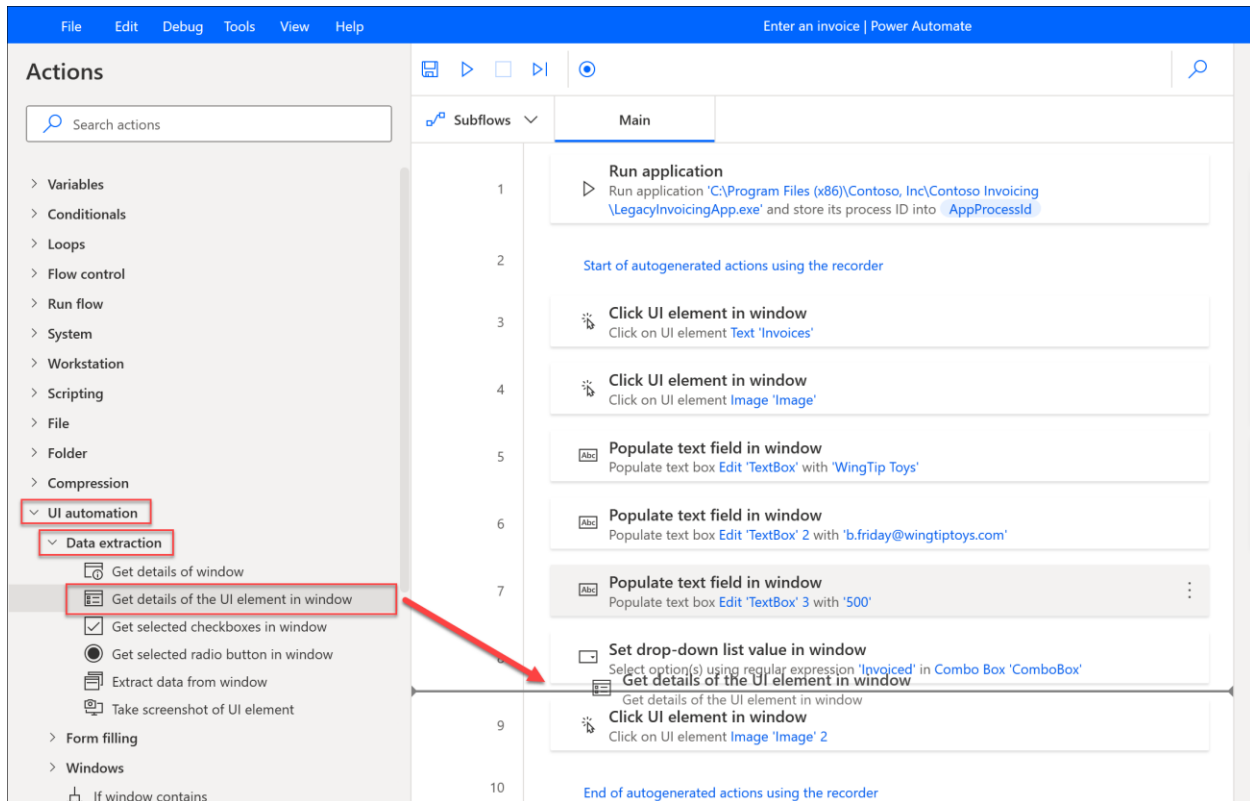 File Edit Debug Tools View Help
Enter an invoice | Power Automate
Actions
Search actions
Variables
Conditionals
Loops
Flow control
Run flow
System
Workstation
Scripting
File
Folder
Compression
UI automation
Data extraction
Get details of window
Get details of the UI element in window
Get selected checkboxes in window
Get selected radio button in window
Extract data from window
Take screenshot of UI element
Form filling
Windows
If window contains
Subflows
Main
1
Run application
Run application 'C:\Program Files (x86)\Contoso, Inc\Contoso Invoicing
\LegacyInvoicingApp.exe' and store its process ID into AppProcessId
2
Start of autogenerated actions using the recorder
3
Click UI element in window
Click on UI element Text 'Invoices'
4
Click UI element in window
Click on UI element Image 'Image'
5
Abc
Populate text field in window
Populate text box Edit 'TextBox' with 'WingTip Toys'
6
Abc
Populate text field in window
Populate text box Edit 'TextBox' 2 with 'b.friday@wingtiptoys.com'
7
Abc
Populate text field in window
Populate text box Edit 'TextBox' 3 with '500'
8
Set drop-down list value in window
Select option(s) using regular expression 'Invoiced' in Combo Box 'ComboBox'
Get details of the UI element in window
Get details of the UI element in window
9
Click UI element in window
Click on UI element Image 'Image' 2
10
End of autogenerated actions using the recorder